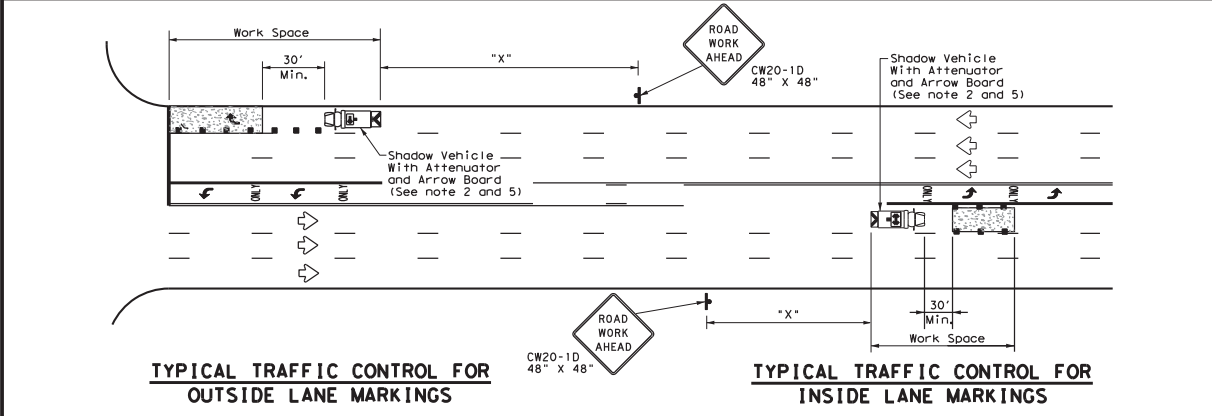 Work Space
30'
Min.
"X"
ROAD
WORK
AHEAD
CW20-1D
48" X 48"
Shadow Vehicle
With Attenuator
and Arrow Board
(See note 2 and 5)
Shadow Vehicle
With Attenuator
and Arrow Board
(See note 2 and 5)
ONLY
ONLY
ONLY
ONLY
ROAD
WORK
AHEAD
CW20-1D
48" X 48"
"X"
30'
Min.
Work Space
TYPICAL TRAFFIC CONTROL FOR
OUTSIDE LANE MARKINGS
TYPICAL TRAFFIC CONTROL FOR
INSIDE LANE MARKINGS